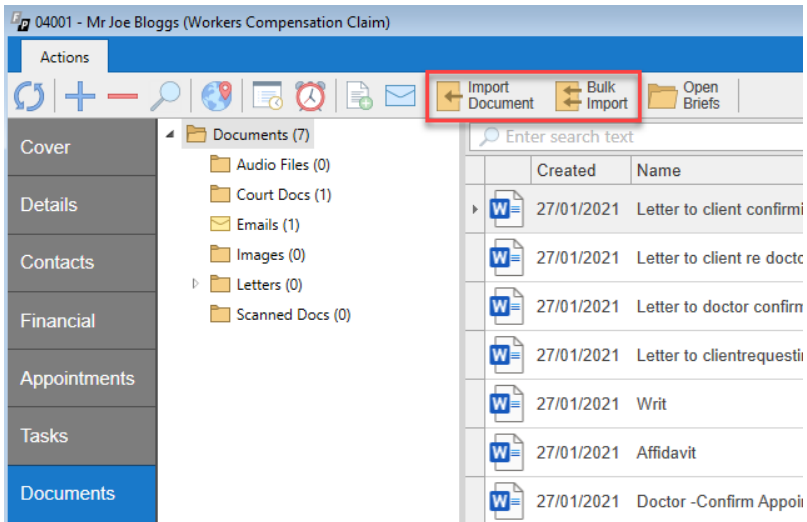 04001 - Mr Joe Bloggs (Workers Compensation Claim)
Actions
Import Document
Bulk Import
Open Briefs
Cover
Details
Contacts
Financial
Appointments
Tasks
Documents
Documents (7)
Audio Files (0)
Court Docs (1)
Emails (1)
Images (0)
Letters (0)
Scanned Docs (0)
Enter search text
Created Name
27/01/2021 Letter to client confirmi
27/01/2021 Letter to client re docto
27/01/2021 Letter to doctor confirm
27/01/2021 Letter to clientrequesti
27/01/2021 Writ
27/01/2021 Affidavit
27/01/2021 Doctor -Confirm Appoi